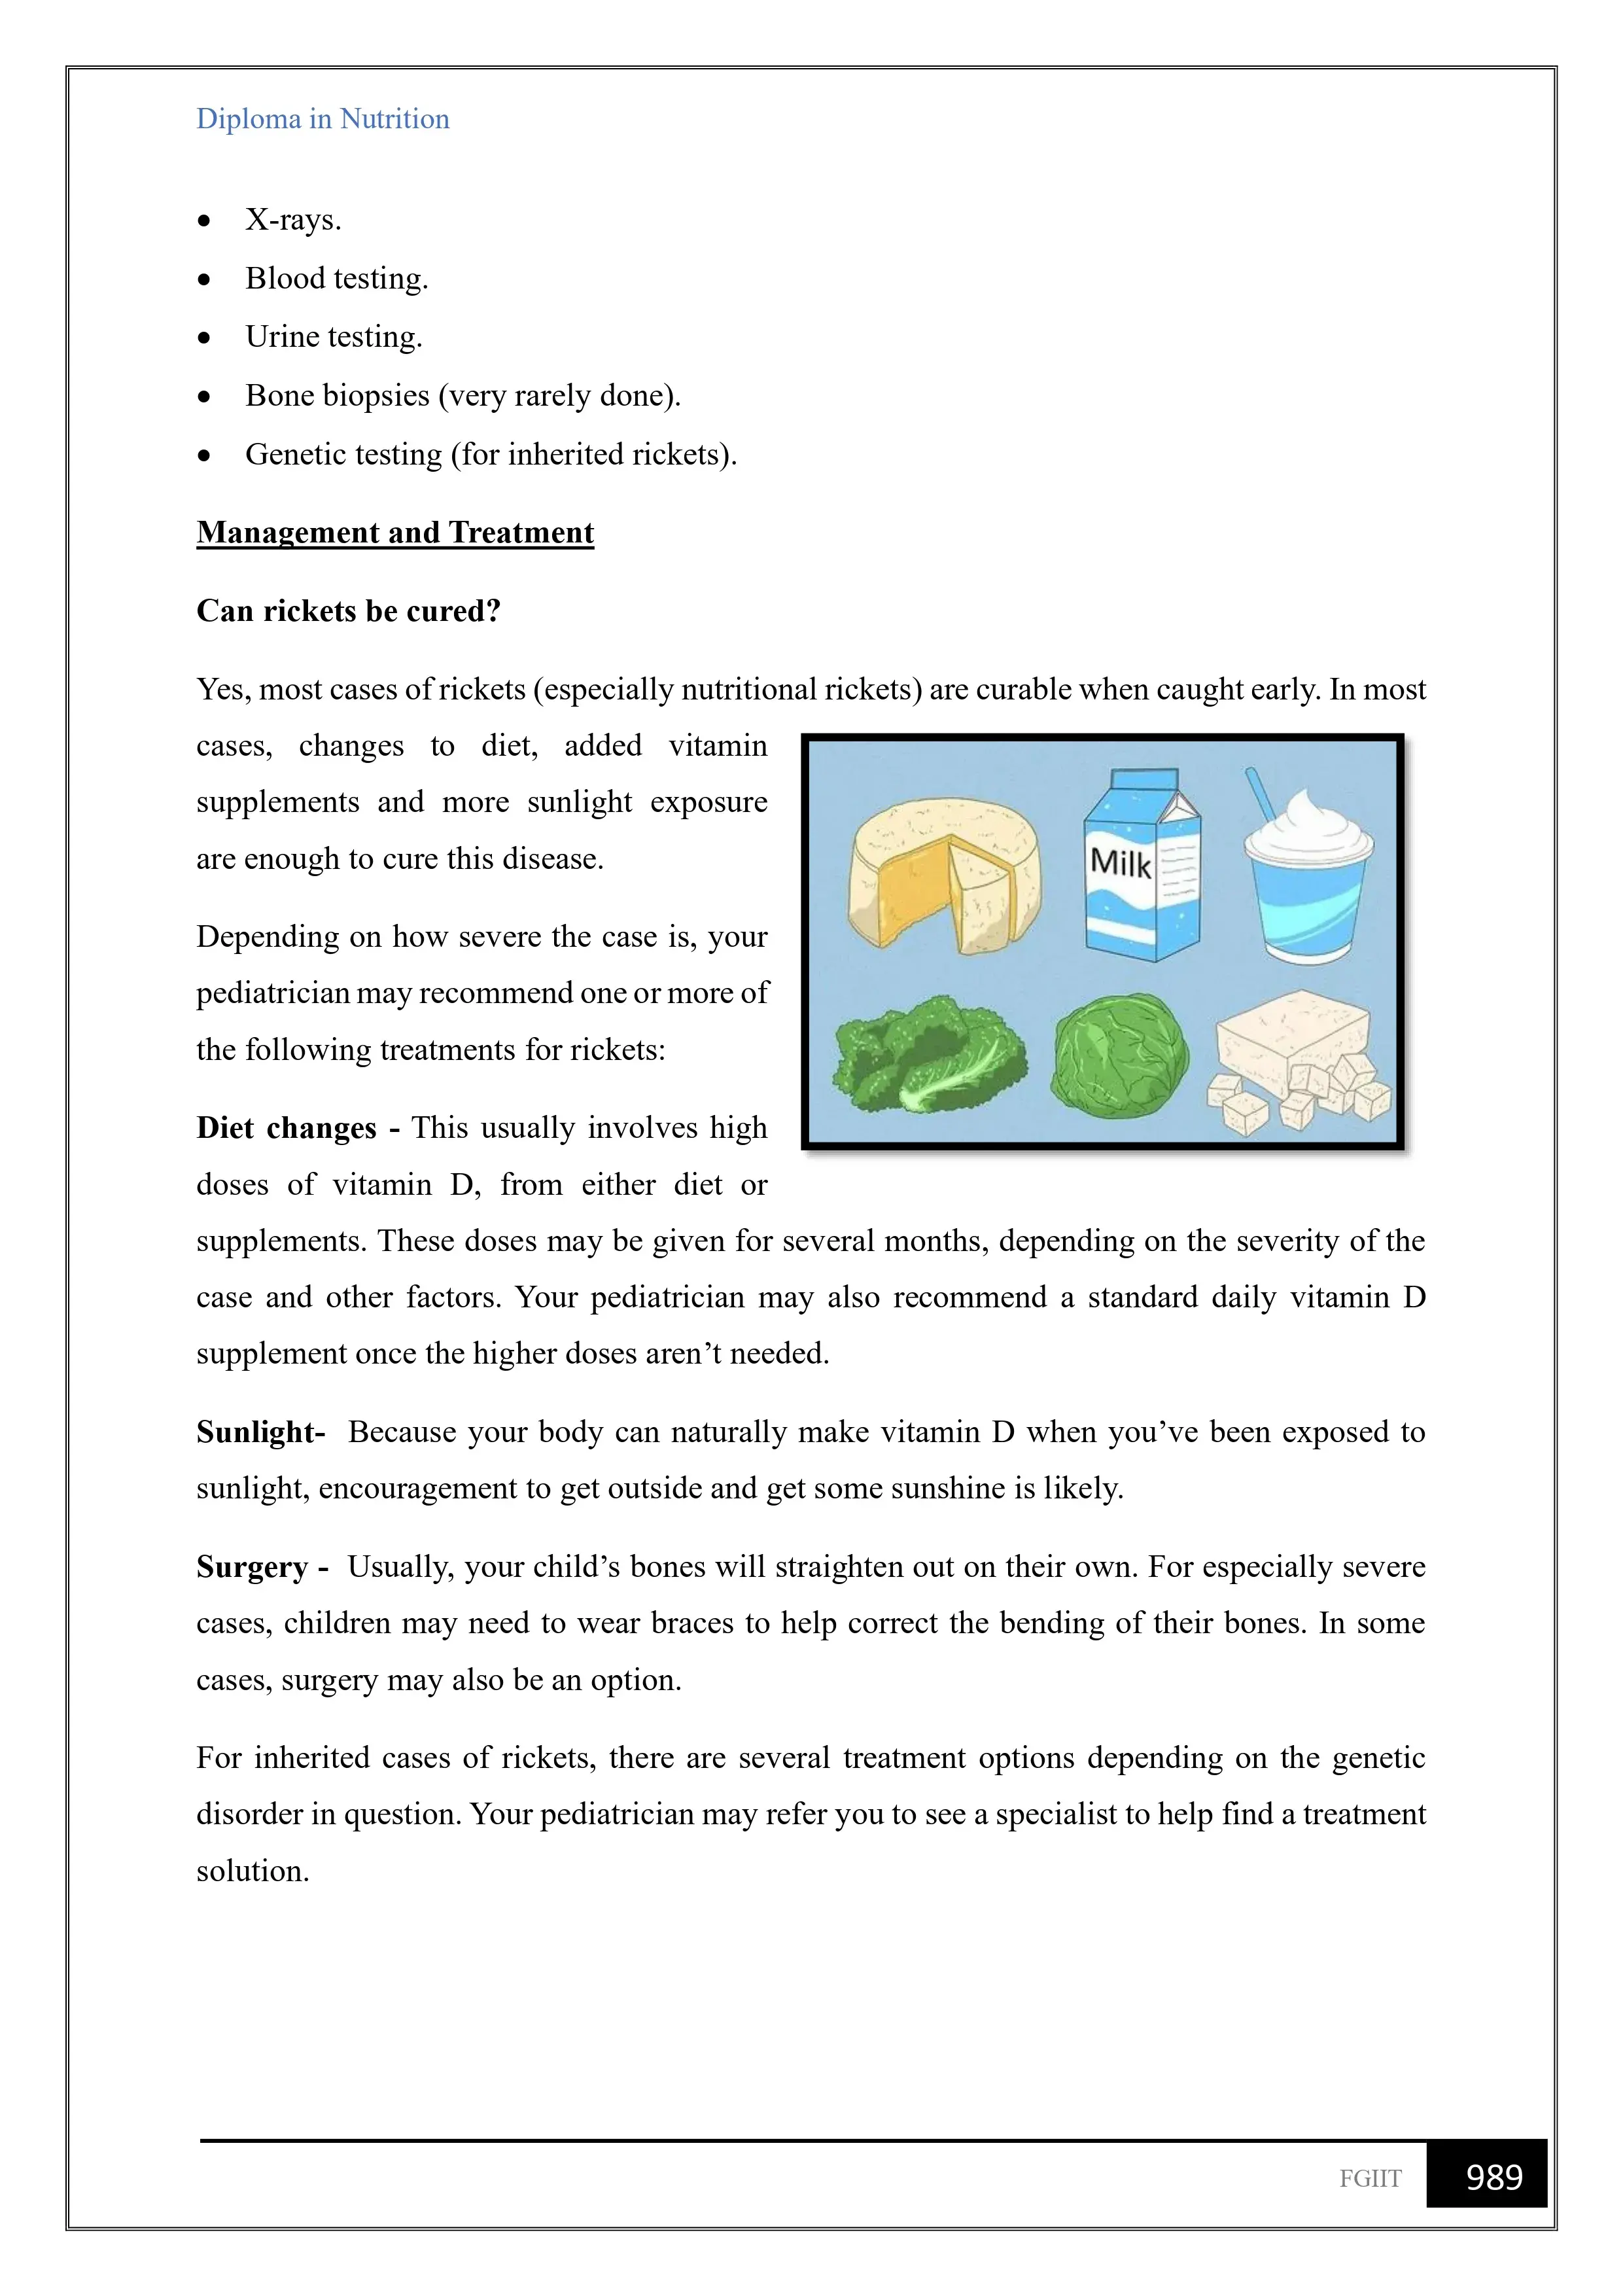 Diploma in Nutrition
• X-rays.
• Blood testing.
• Urine testing.
• Bone biopsies (very rarely done).
• Genetic testing (for inherited rickets).
Management and Treatment
Can rickets be cured?
Yes, most cases of rickets (especially nutritional rickets) are curable when caught early. In most
cases, changes to diet, added vitamin
supplements and more sunlight exposure
are enough to cure this disease.
Milk
Depending on how severe the case is, your
pediatrician may recommend one or more of
the following treatments for rickets:
Diet changes - This usually involves high
doses of vitamin D, from either diet or
supplements. These doses may be given for several months, depending on the severity of the
case and other factors. Your pediatrician may also recommend a standard daily vitamin D
supplement once the higher doses aren’t needed.
Sunlight- Because your body can naturally make vitamin D when you’ve been exposed to
sunlight, encouragement to get outside and get some sunshine is likely.
Surgery - Usually, your child’s bones will straighten out on their own. For especially severe
cases, children may need to wear braces to help correct the bending of their bones. In some
cases, surgery may also be an option.
For inherited cases of rickets, there are several treatment options depending on the genetic
disorder in question. Your pediatrician may refer you to see a specialist to help find a treatment
solution.
FGIIT 989